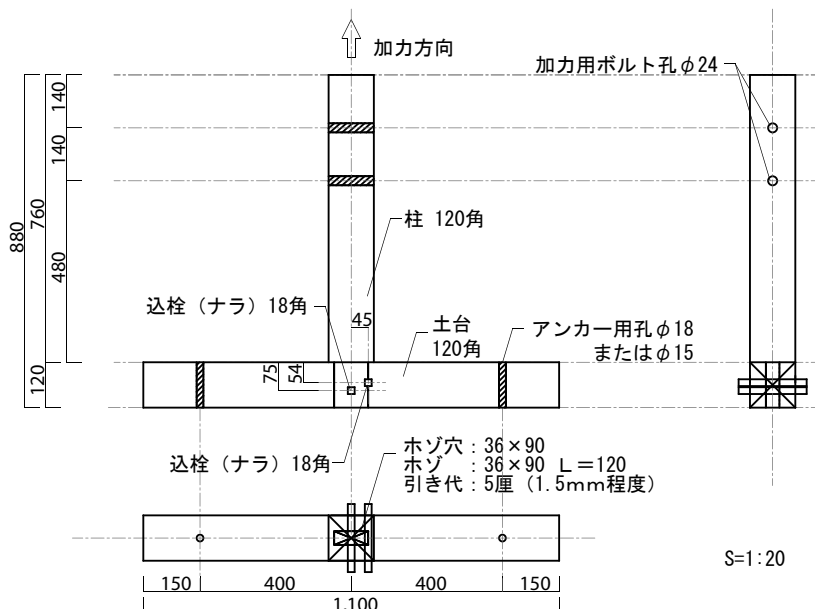 加力方向
加力用ボルト孔φ24
140
140
760
880
480
120
柱 120角
込栓（ナラ）18角
45
土台
120角
アンカー用孔φ18
またはφ15
75
54
込栓（ナラ）18角
ホゾ穴：36×90
ホゾ　：36×90 L＝120
引き代：5厘（1.5mm程度）
S=1:20
150
400
400
150
1,100